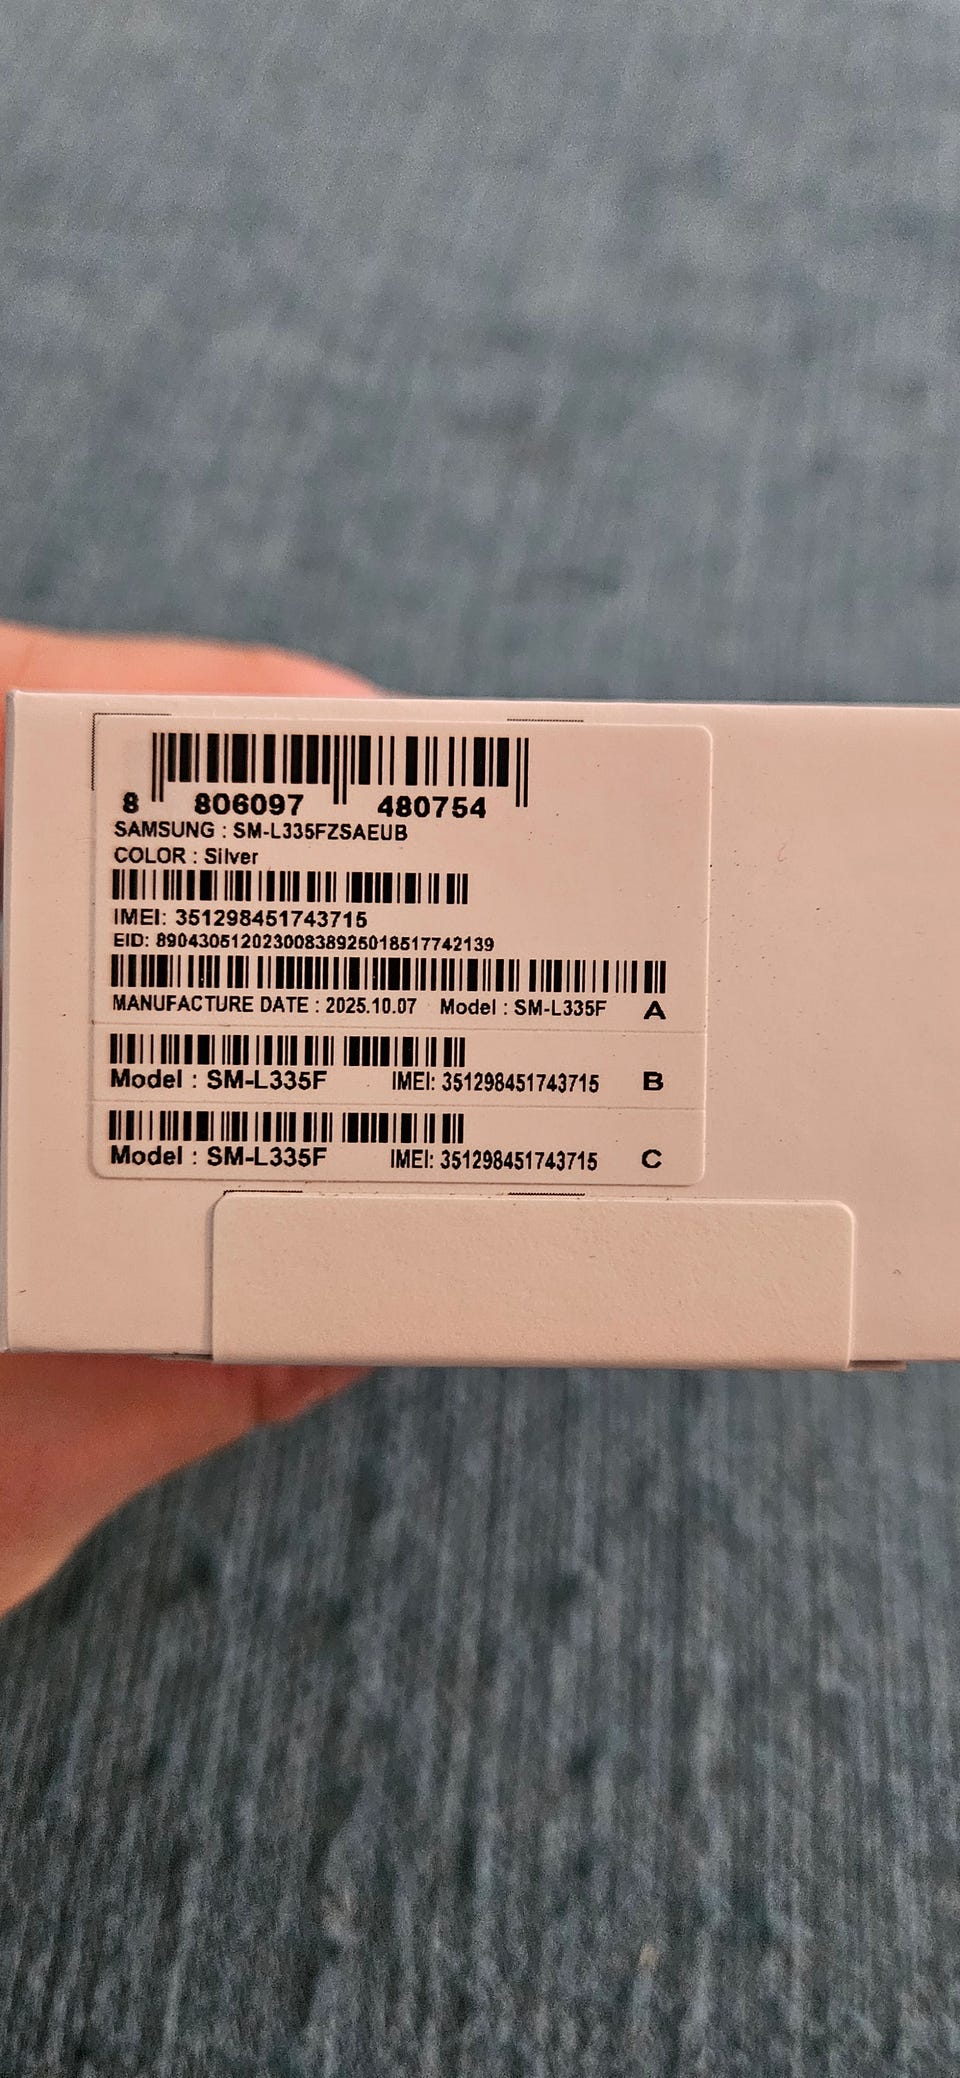 8 806097 480754
SAMSUNG : SM-L335FZSAEUB
COLOR : Silver
IMEI: 351298451743715
EID: 89043051202300838925018517742139
MANUFACTURE DATE : 2025.10.07 Model : SM-L335F A
Model : SM-L335F IMEI: 351298451743715 B
Model : SM-L335F IMEI: 351298451743715 C